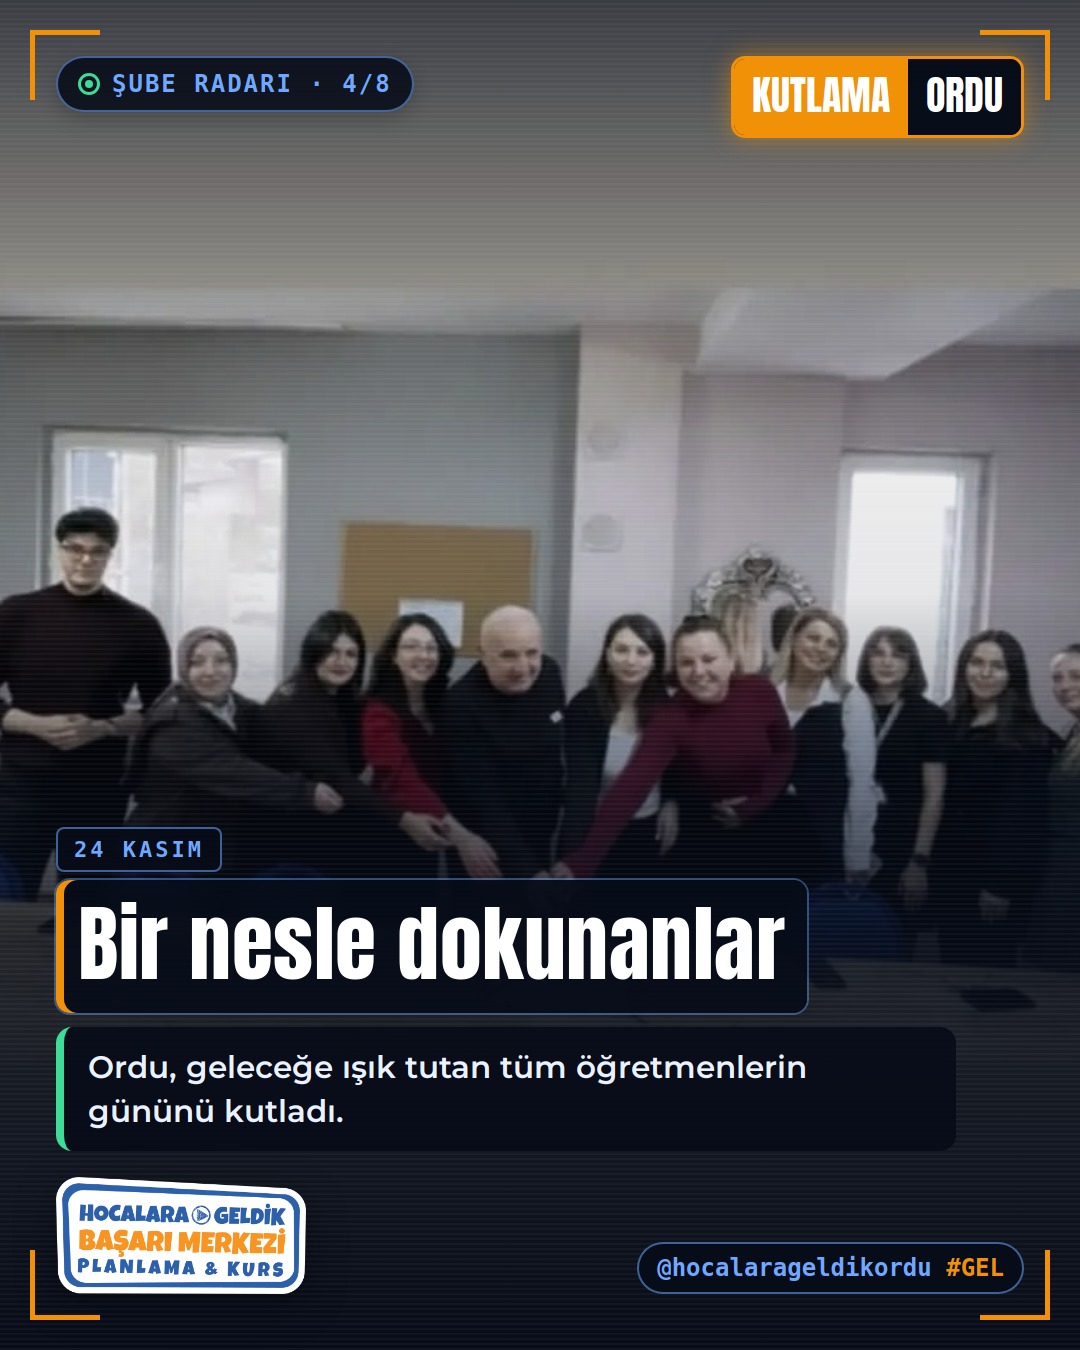 ŞUBE RADARI · 4/8
KUTLAMA ORDU
24 KASIM
Bir nesle dokunanlar
Ordu, geleceğe ışık tutan tüm öğretmenlerin
gününü kutladı.
HOCALARA GELDİK
BAŞARI MERKEZİ
PLANLAMA & KURS
@hocalarageldikordu #GEL